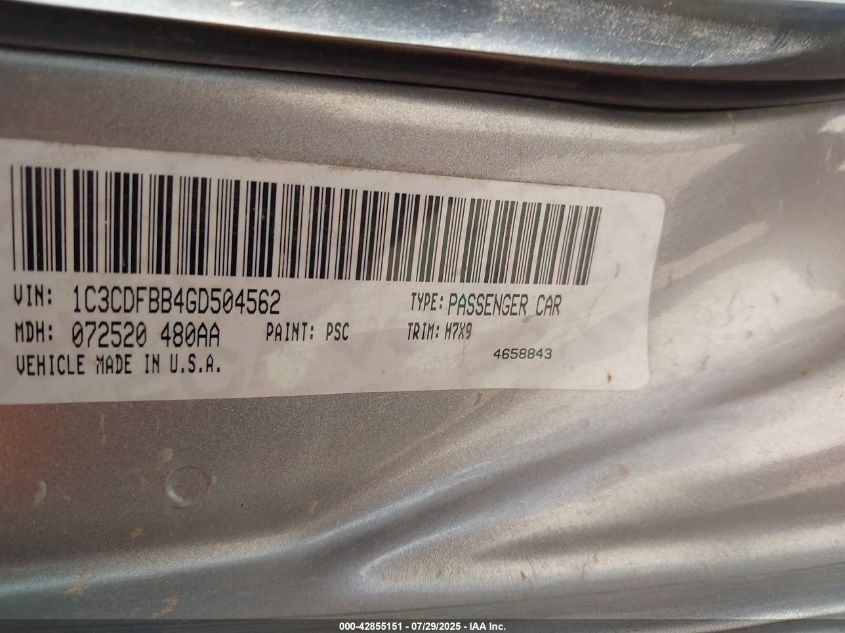 VIN: 1C3CDFBB4GD504562 TYPE: PASSENGER CAR
MDH: 072520 480AA PAINT: PSC TRIM: H7X9
VEHICLE MADE IN U.S.A. 4658843
000-42855151 - 07/29/2025 - IAA Inc.